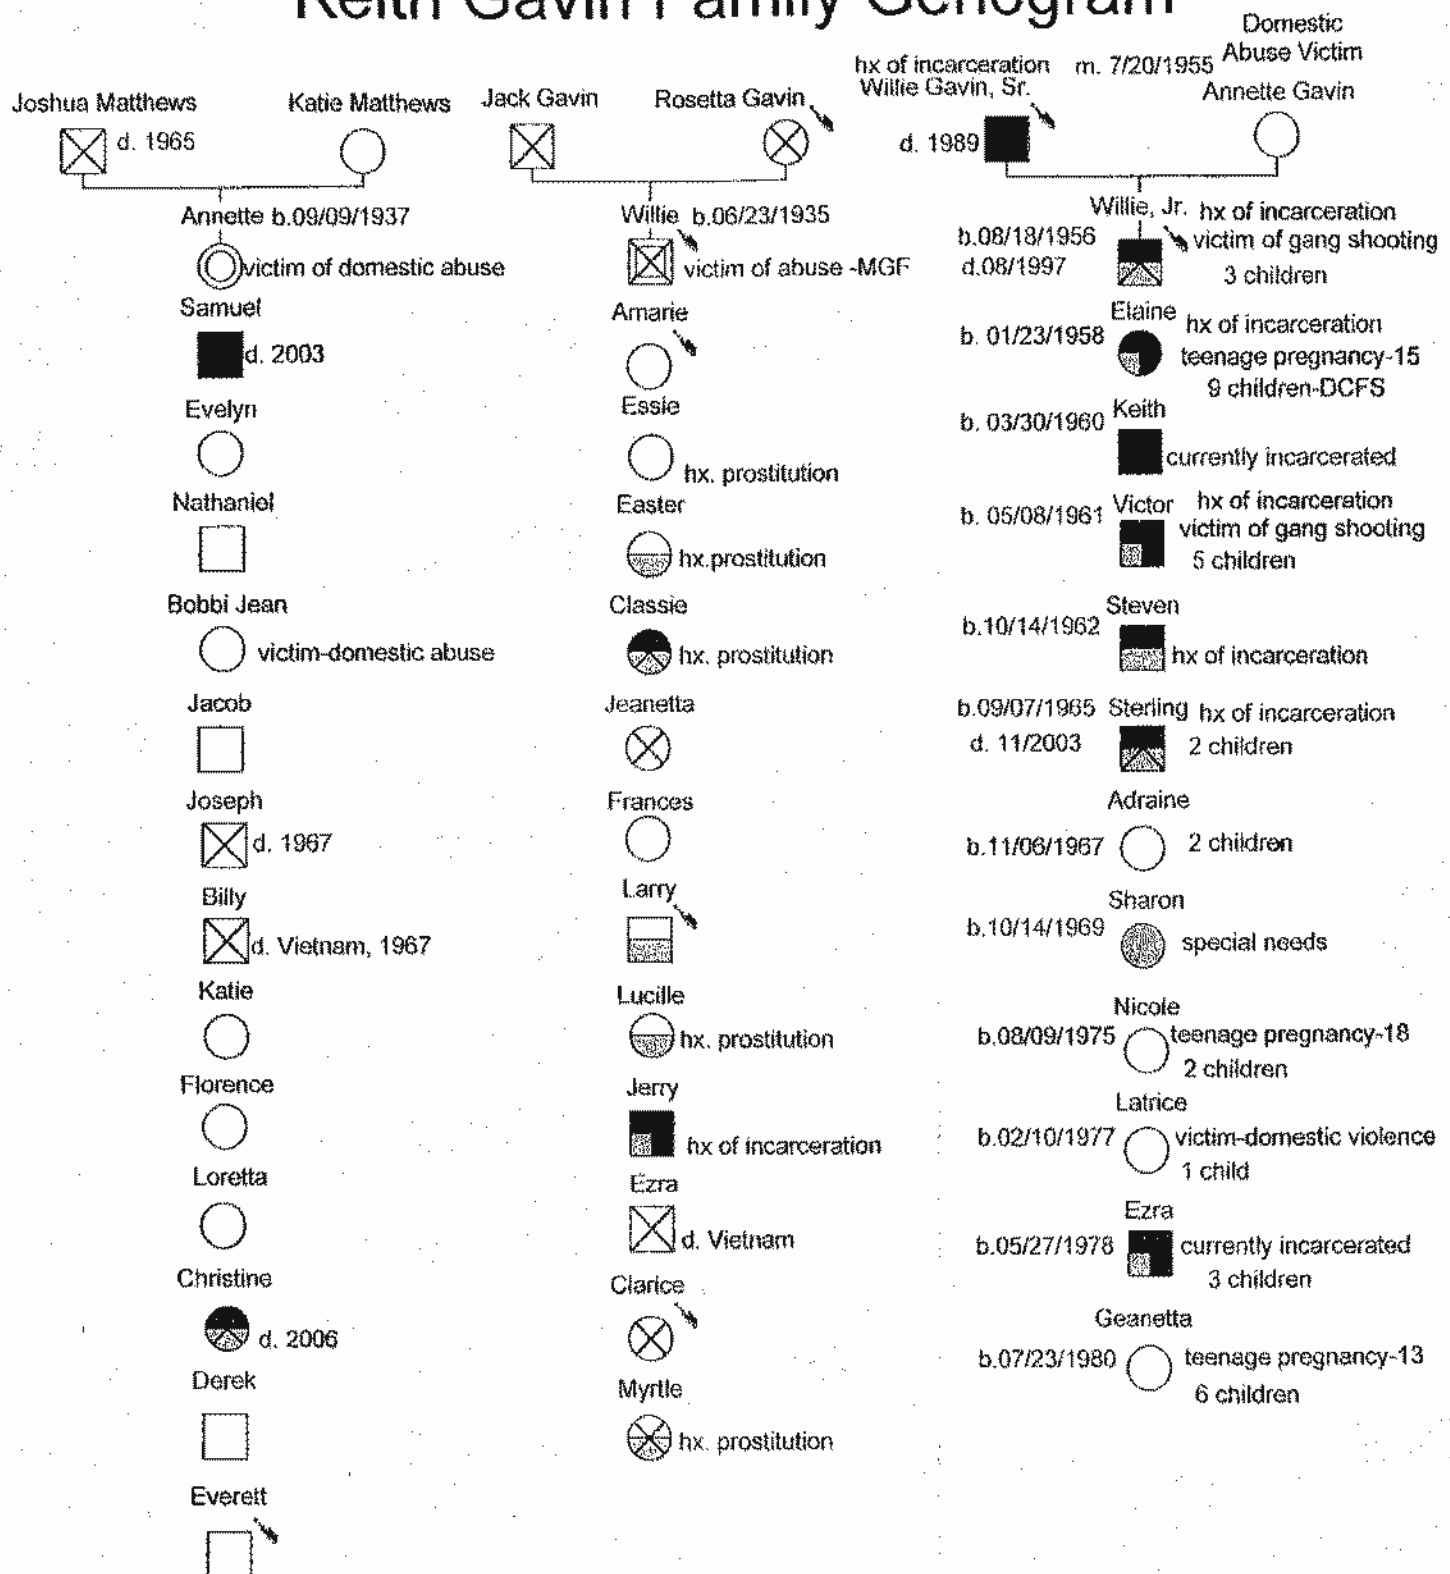 Keith Gavin Family Genogram
Domestic
Abuse Victim
hx of incarceration m. 7/20/1955
Joshua Matthews
d. 1965
Katie Matthews
Jack Gavin
Rosetta Gavin
Willie Gavin, Sr.
d. 1989
Annette Gavin
Annette b.09/09/1937
victim of domestic abuse
Samuel
d. 2003
Evelyn
Nathaniel
Bobbi Jean
victim-domestic abuse
Jacob
Joseph
d. 1967
Billy
d. Vietnam, 1967
Katie
Florence
Loretta
Christine
d. 2006
Derek
Everett
Willie b.06/23/1935
victim of abuse -MGF
Amarie
Essie
hx. prostitution
Easter
hx.prostitution
Classie
hx. prostitution
Jeanetta
Frances
Larry
Lucille
hx. prostitution
Jerry
hx of incarceration
Ezra
d. Vietnam
Clarice
Myrtle
hx. prostitution
Willie, Jr. hx of incarceration
b.08/18/1956 victim of gang shooting
d.08/1997 3 children
Elaine hx of incarceration
b. 01/23/1958 teenage pregnancy-15
9 children-DCFS
b. 03/30/1960 Keith
currently incarcerated
b. 05/08/1961 Victor hx of incarceration
victim of gang shooting
5 children
Steven
b.10/14/1962
hx of incarceration
b.09/07/1965 Sterling hx of incarceration
d. 11/2003 2 children
Adraine
b.11/06/1967 2 children
Sharon
b.10/14/1969 special needs
Nicole
b.08/09/1975 teenage pregnancy-18
2 children
Latrice
b.02/10/1977 victim-domestic violence
1 child
Ezra
b.05/27/1978 currently incarcerated
3 children
Geanetta
b.07/23/1980 teenage pregnancy-13
6 children